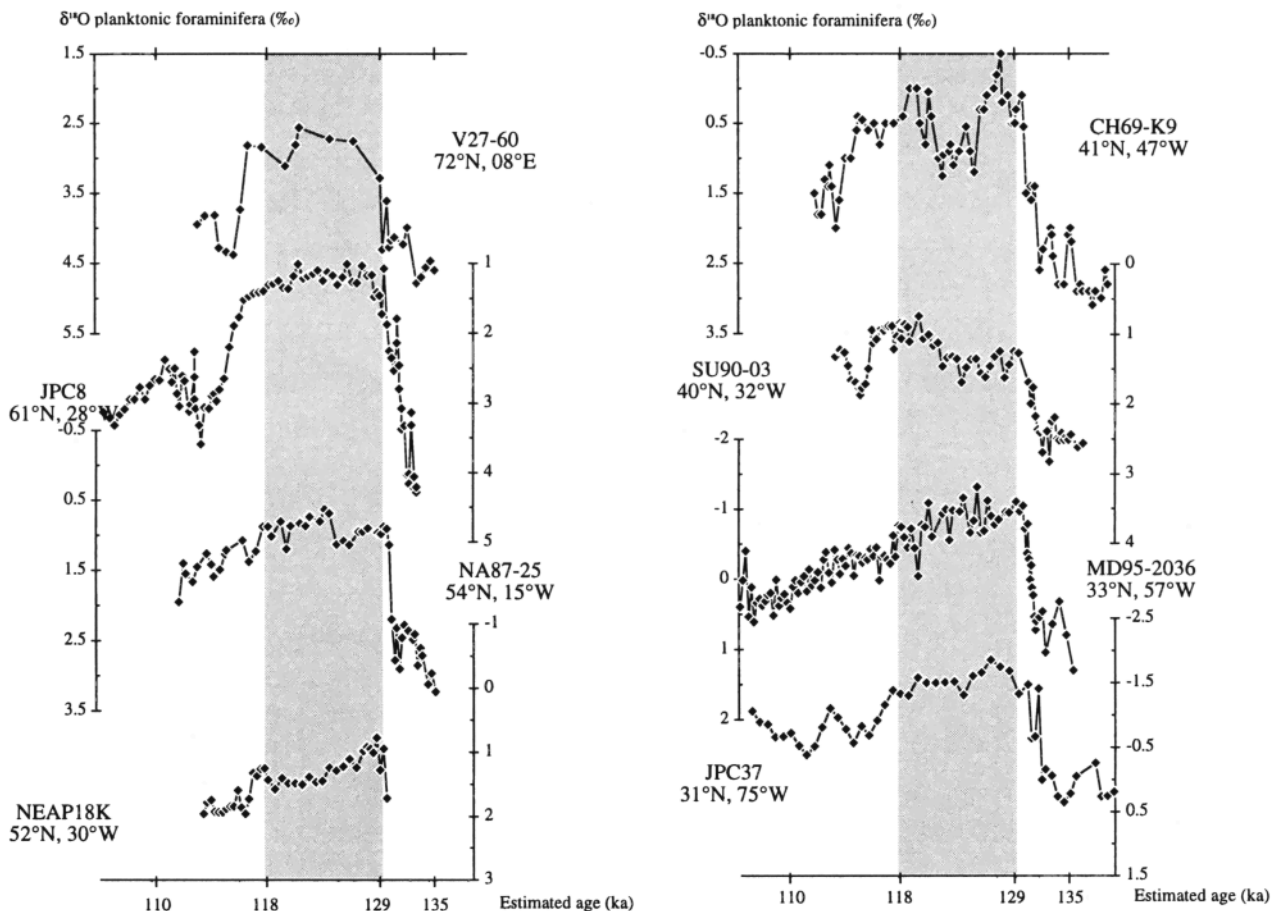 δ¹⁸O planktonic foraminifera (‰)
1.5
2.5
3.5
4.5
5.5
V27-60
72°N, 08°E
1
2
3
4
5
JPC8
61°N, 28°W
-0.5
0.5
1.5
2.5
3.5
NA87-25
54°N, 15°W
-1
0
1
2
3
NEAP18K
52°N, 30°W
110
118
129
135
Estimated age (ka)
δ¹⁸O planktonic foraminifera (‰)
-0.5
0.5
1.5
2.5
3.5
CH69-K9
41°N, 47°W
0
1
2
3
4
SU90-03
40°N, 32°W
-2
-1
0
1
2
MD95-2036
33°N, 57°W
-2.5
-1.5
-0.5
0.5
1.5
JPC37
31°N, 75°W
110
118
129
135
Estimated age (ka)